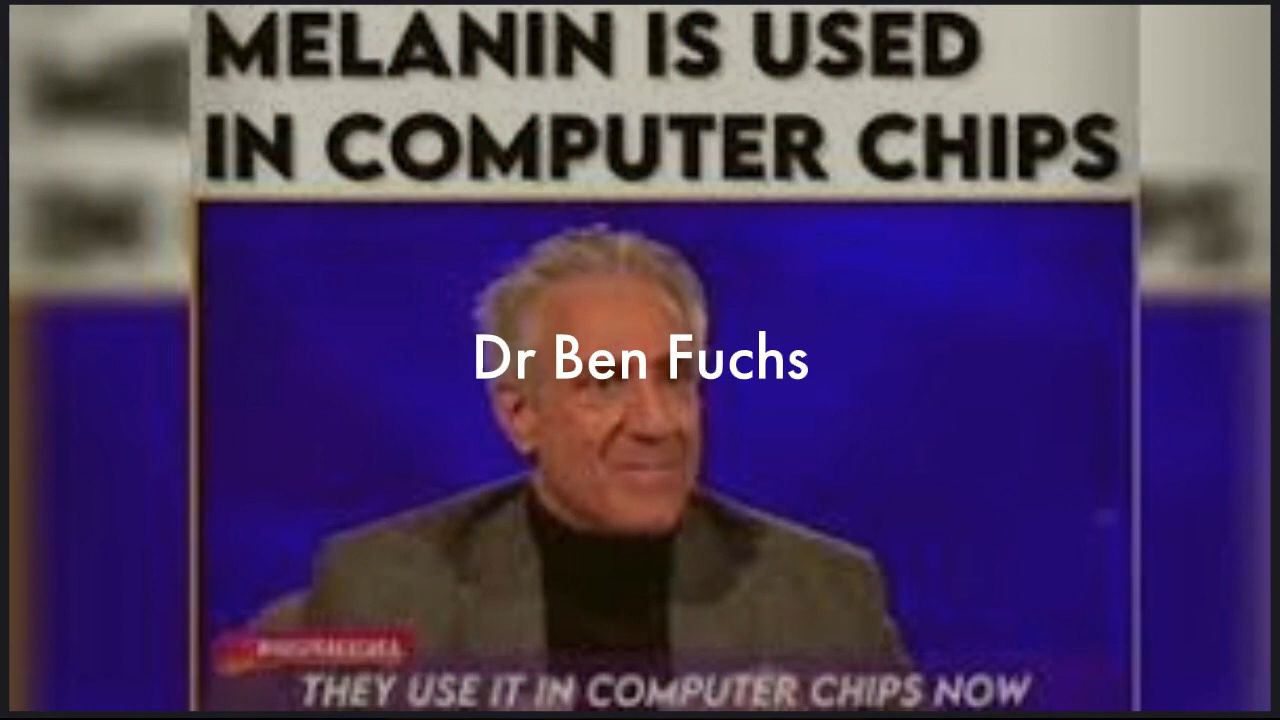 MELANIN IS USED
IN COMPUTER CHIPS
Dr Ben Fuchs
THEY USE IT IN COMPUTER CHIPS NOW